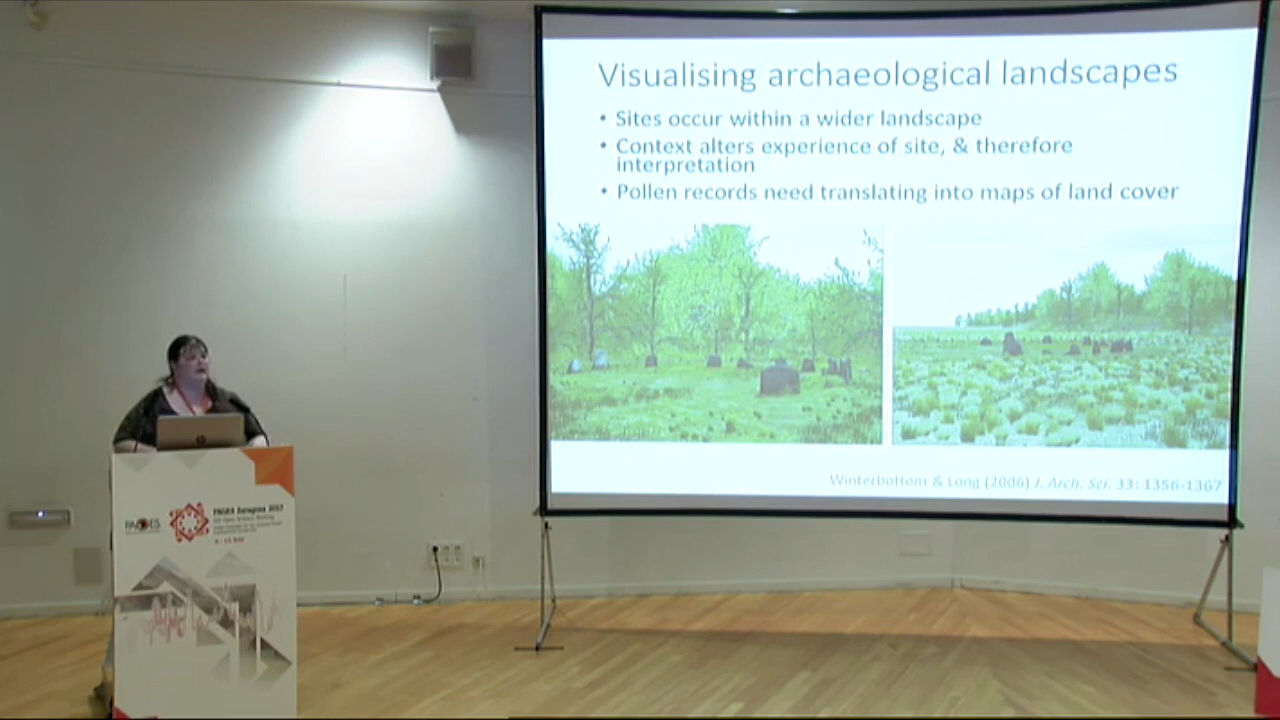 Visualising archaeological landscapes
• Sites occur within a wider landscape
• Context alters experience of site, & therefore
interpretation
• Pollen records need translating into maps of land cover
Winterbottom & Long (2006) J. Arch. Sci. 33: 1356-1367
PAGES
PAGES Zaragoza 2017